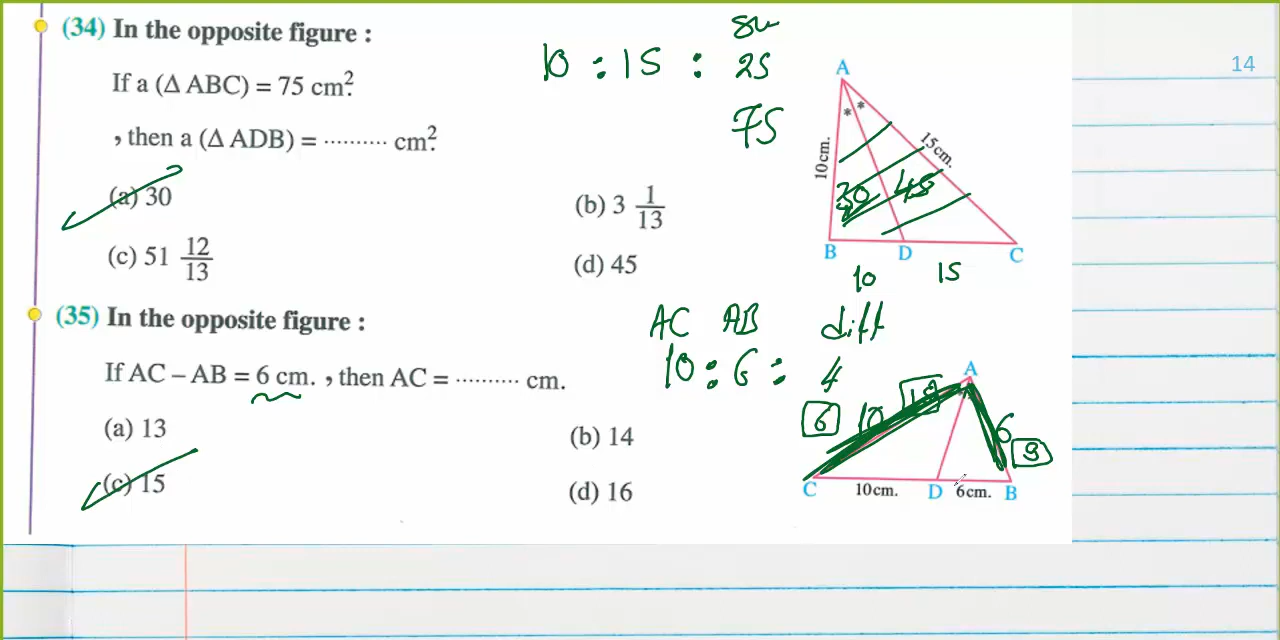 (34) In the opposite figure :
If a (Δ ABC) = 75 cm².
, then a (Δ ADB) = ·········· cm².
(a) 30
(b) 3 1/13
(c) 51 12/13
(d) 45
10 : 15 : 25
75
A
* *
10cm.
15cm.
30 45
B D C
10 15
14
(35) In the opposite figure :
If AC – AB = 6 cm. , then AC = ·········· cm.
(a) 13
(b) 14
(c) 15
(d) 16
AC AB diff
10 : 6 : 4
A
6 10
6 9
C 10cm. D 6cm. B